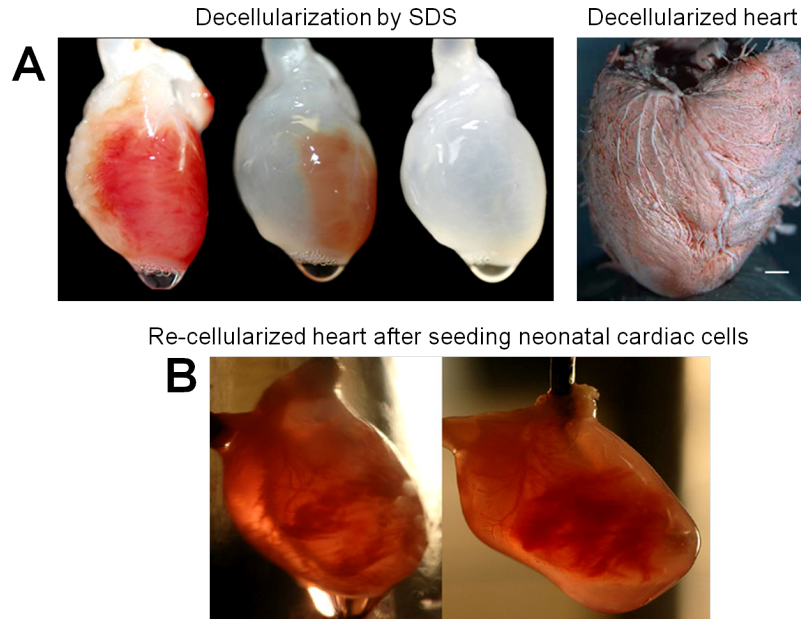 Decellularization by SDS
Decellularized heart
A
Re-cellularized heart after seeding neonatal cardiac cells
B